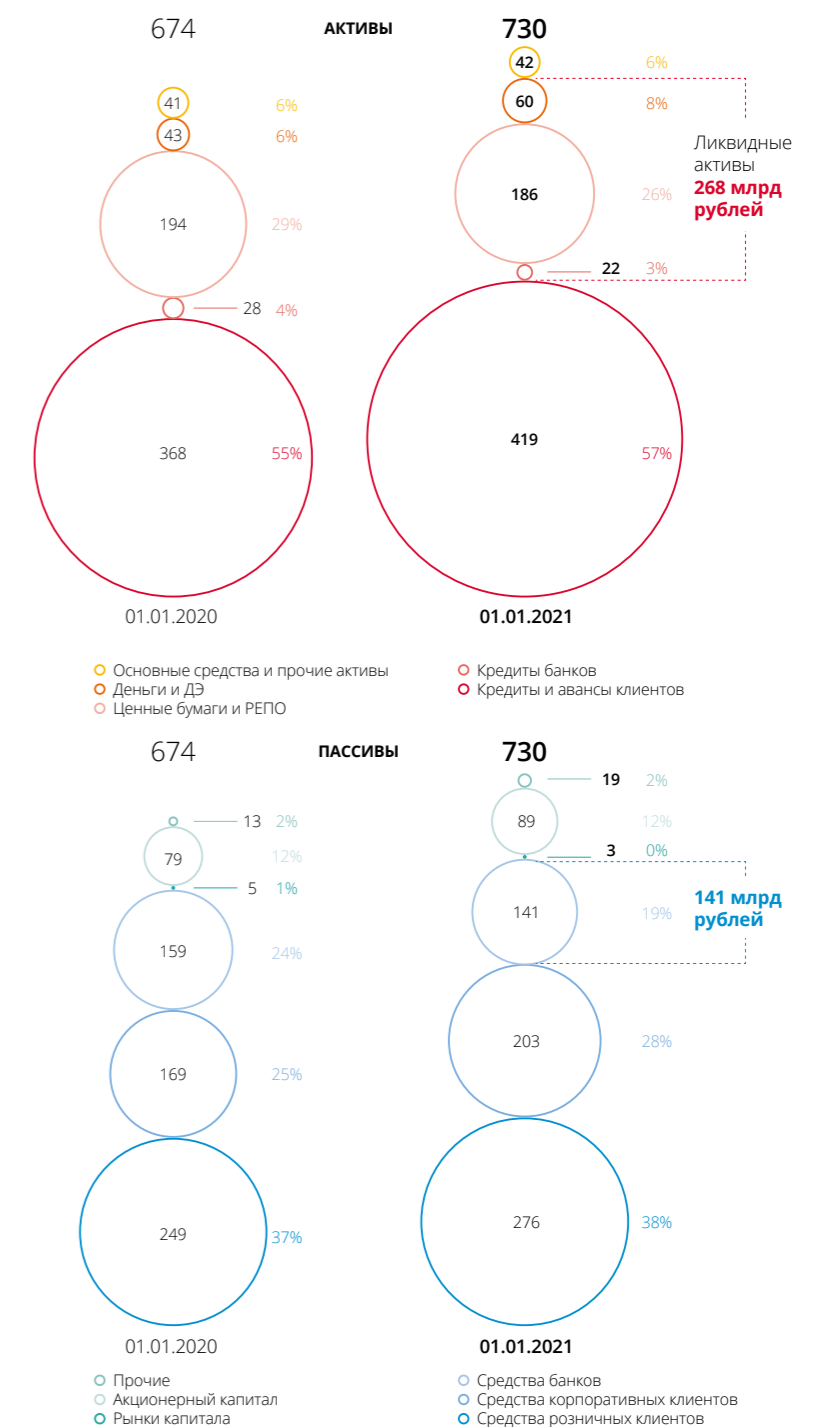 674 АКТИВЫ 730
42 6%
41 6%
60 8%
43 6%
Ликвидные
активы
268 млрд
рублей
194 29%
186 26%
28 4%
22 3%
368 55%
419 57%
01.01.2020 01.01.2021
Основные средства и прочие активы
Деньги и ДЭ
Ценные бумаги и РЕПО
Кредиты банков
Кредиты и авансы клиентов
674 ПАССИВЫ 730
19 2%
13 2%
89 12%
79 12%
3 0%
5 1%
141 млрд
рублей
159 24%
141 19%
169 25%
203 28%
249 37%
276 38%
01.01.2020 01.01.2021
Прочие
Акционерный капитал
Рынки капитала
Средства банков
Средства корпоративных клиентов
Средства розничных клиентов